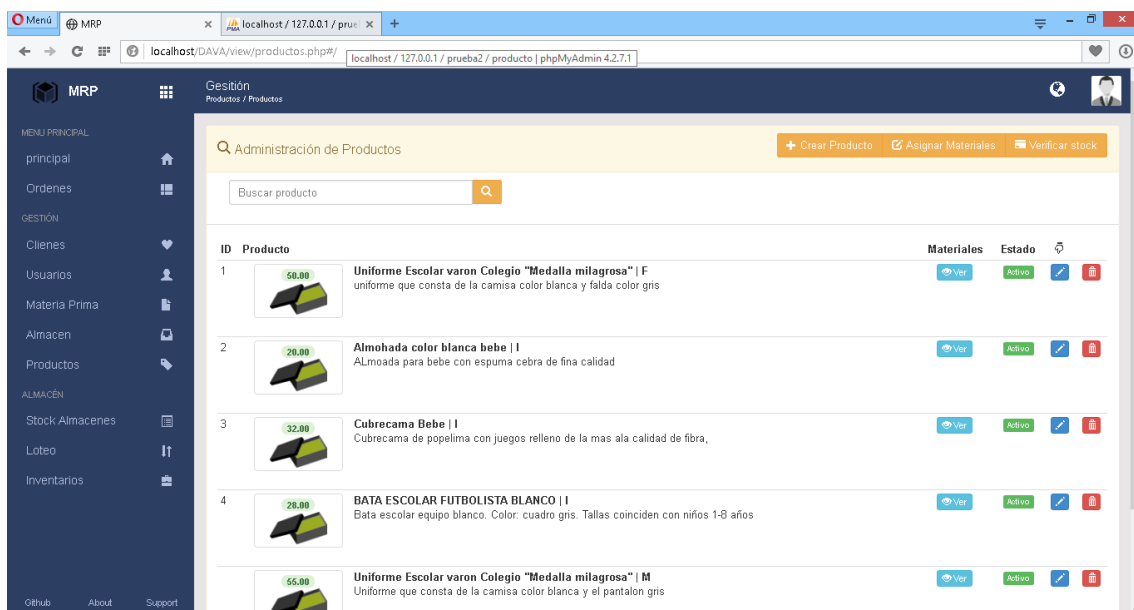 Menú
MRP
localhost / 127.0.0.1 / prue
localhost/DAVA/view/productos.php#/
localhost / 127.0.0.1 / prueba2 / producto | phpMyAdmin 4.2.7.1
MRP
Gesitión
Productos / Productos
MENU PRINCIPAL
principal
Ordenes
GESTIÓN
Clienes
Usuarios
Materia Prima
Almacen
Productos
ALMACÉN
Stock Almacenes
Loteo
Inventarios
Github About Support
Administración de Productos
Crear Producto Asignar Materiales Verificar stock
Buscar producto
ID Producto Materiales Estado
1 50.00 Uniforme Escolar varon Colegio "Medalla milagrosa" | F Ver Activo
uniforme que consta de la camisa color blanca y falda color gris
2 20.00 Almohada color blanca bebe | I Ver Activo
ALmoada para bebe con espuma cebra de fina calidad
3 32.00 Cubrecama Bebe | I Ver Activo
Cubrecama de popelima con juegos relleno de la mas ala calidad de fibra,
4 28.00 BATA ESCOLAR FUTBOLISTA BLANCO | I Ver Activo
Bata escolar equipo blanco. Color: cuadro gris. Tallas coinciden con niños 1-8 años
55.00 Uniforme Escolar varon Colegio "Medalla milagrosa" | M Ver Activo
Uniforme que consta de la camisa color blanca y el pantalon gris